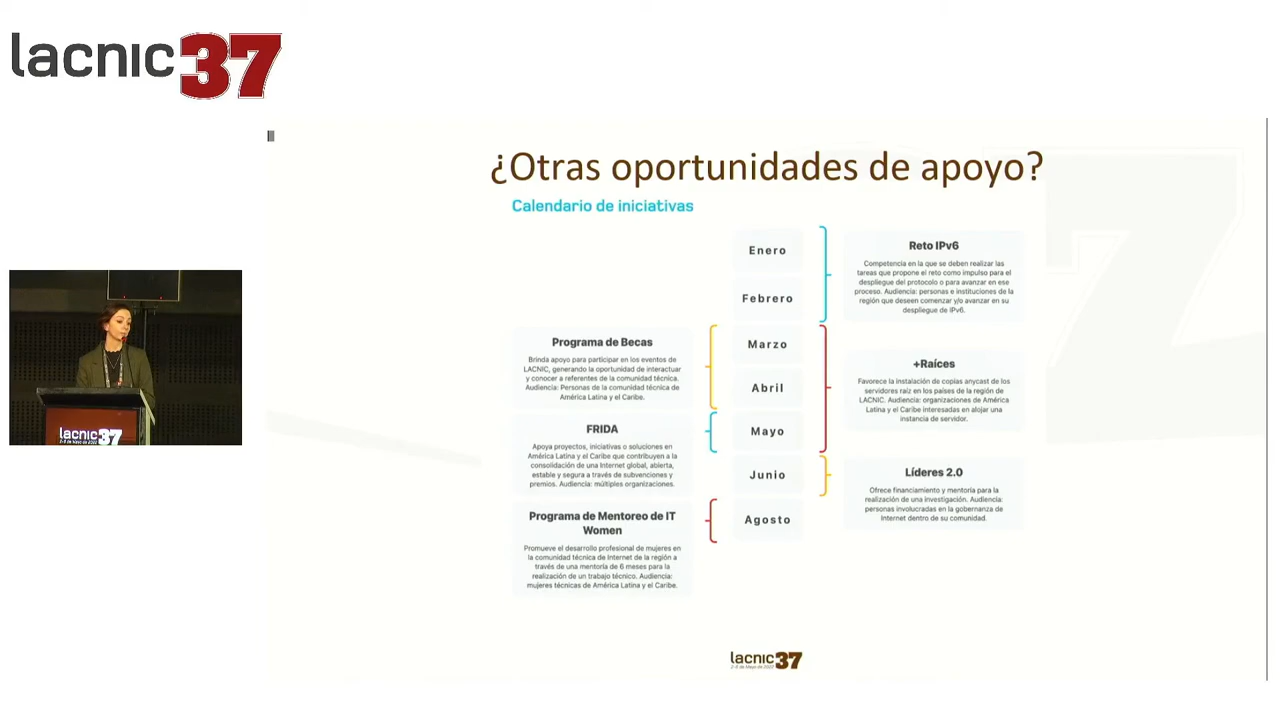 lacnic 37
¿Otras oportunidades de apoyo?
Calendario de iniciativas
Enero
Febrero
Marzo
Abril
Mayo
Junio
Agosto
Programa de Becas
Brinda apoyo para participar en los eventos de
LACNIC, generando la oportunidad de interactuar
y conocer a referentes de la comunidad técnica.
Audiencia: Personas de la comunidad técnica de
América Latina y el Caribe.
FRIDA
Apoya proyectos, iniciativas o soluciones en
América Latina y el Caribe que contribuyen a la
consolidación de una Internet global, abierta,
estable y segura a través de subvenciones y
premios. Audiencia: múltiples organizaciones.
Programa de Mentoreo de IT
Women
Promueve el desarrollo profesional de mujeres en
la comunidad técnica de Internet de la región a
través de una mentoría de 6 meses para la
realización de un trabajo técnico. Audiencia:
mujeres técnicas de América Latina y el Caribe.
Reto IPv6
Competencia en la que se deben realizar las
tareas que propone el reto como impulso para el
despliegue del protocolo o para avanzar en ese
proceso. Audiencia: personas e instituciones de la
región que deseen comenzar y/o avanzar en su
despliegue de IPv6.
+Raíces
Favorece la instalación de copias anycast de los
servidores raíz en los países de la región de
LACNIC. Audiencia: organizaciones de América
Latina y el Caribe interesadas en alojar una
instancia de servidor.
Líderes 2.0
Ofrece financiamiento y mentoría para la
realización de una investigación. Audiencia:
personas involucradas en la gobernanza de
Internet dentro de su comunidad.
lacnic 37
lacnic 37